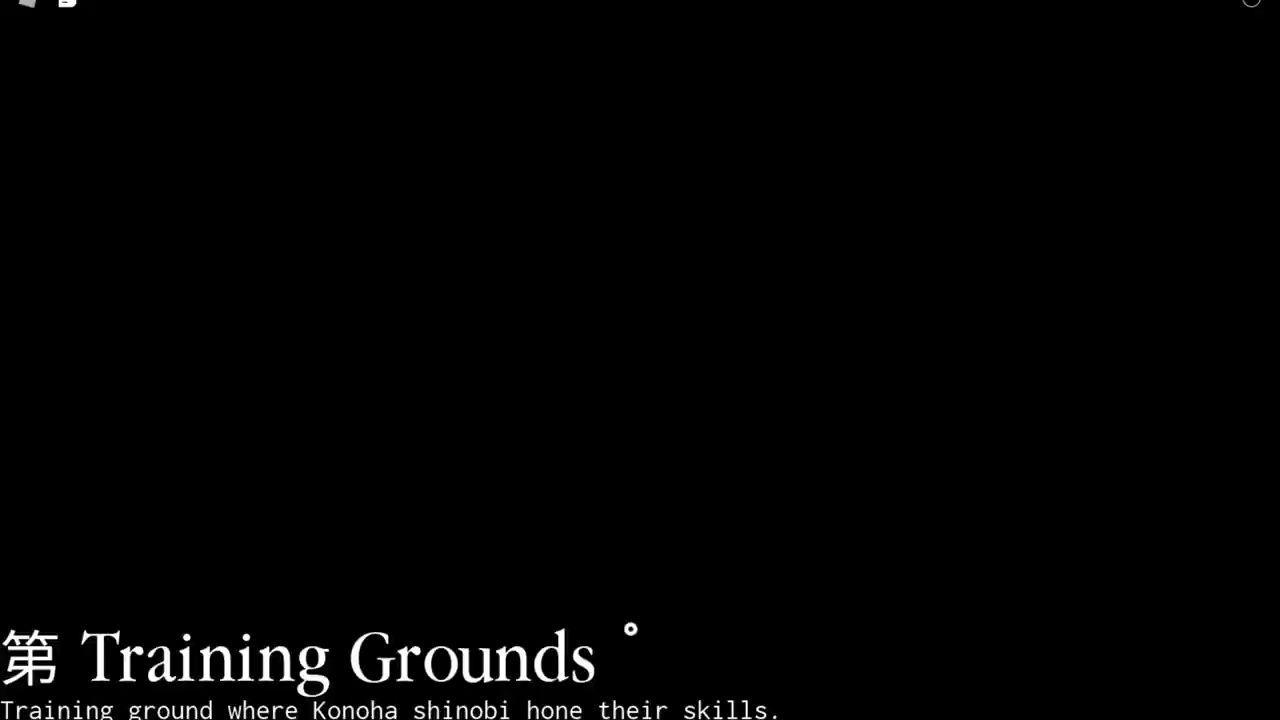 第 Training Grounds °
Training ground where Konoha shinobi hone their skills.